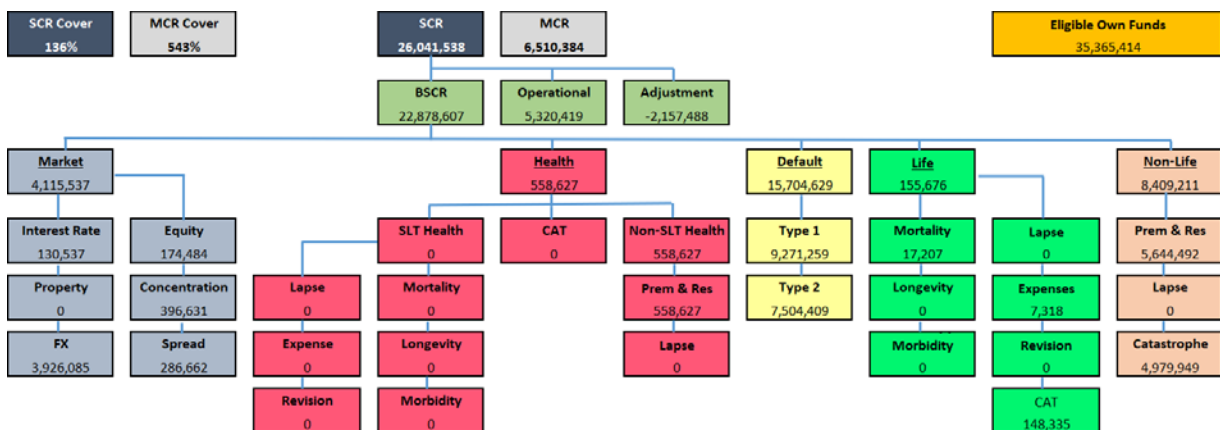 SCR Cover
136%
MCR Cover
543%
SCR
26,041,538
MCR
6,510,384
Eligible Own Funds
35,365,414
BSCR
22,878,607
Operational
5,320,419
Adjustment
-2,157,488
Market
4,115,537
Health
558,627
Default
15,704,629
Life
155,676
Non-Life
8,409,211
Interest Rate
130,537
Equity
174,484
SLT Health
0
CAT
0
Non-SLT Health
558,627
Type 1
9,271,259
Mortality
17,207
Lapse
0
Prem & Res
5,644,492
Property
0
Concentration
396,631
Lapse
0
Mortality
0
Prem & Res
558,627
Type 2
7,504,409
Longevity
0
Expenses
7,318
Lapse
0
FX
3,926,085
Spread
286,662
Expense
0
Longevity
0
Lapse
0
Morbidity
0
Revision
0
Catastrophe
4,979,949
Revision
0
Morbidity
0
CAT
148,335